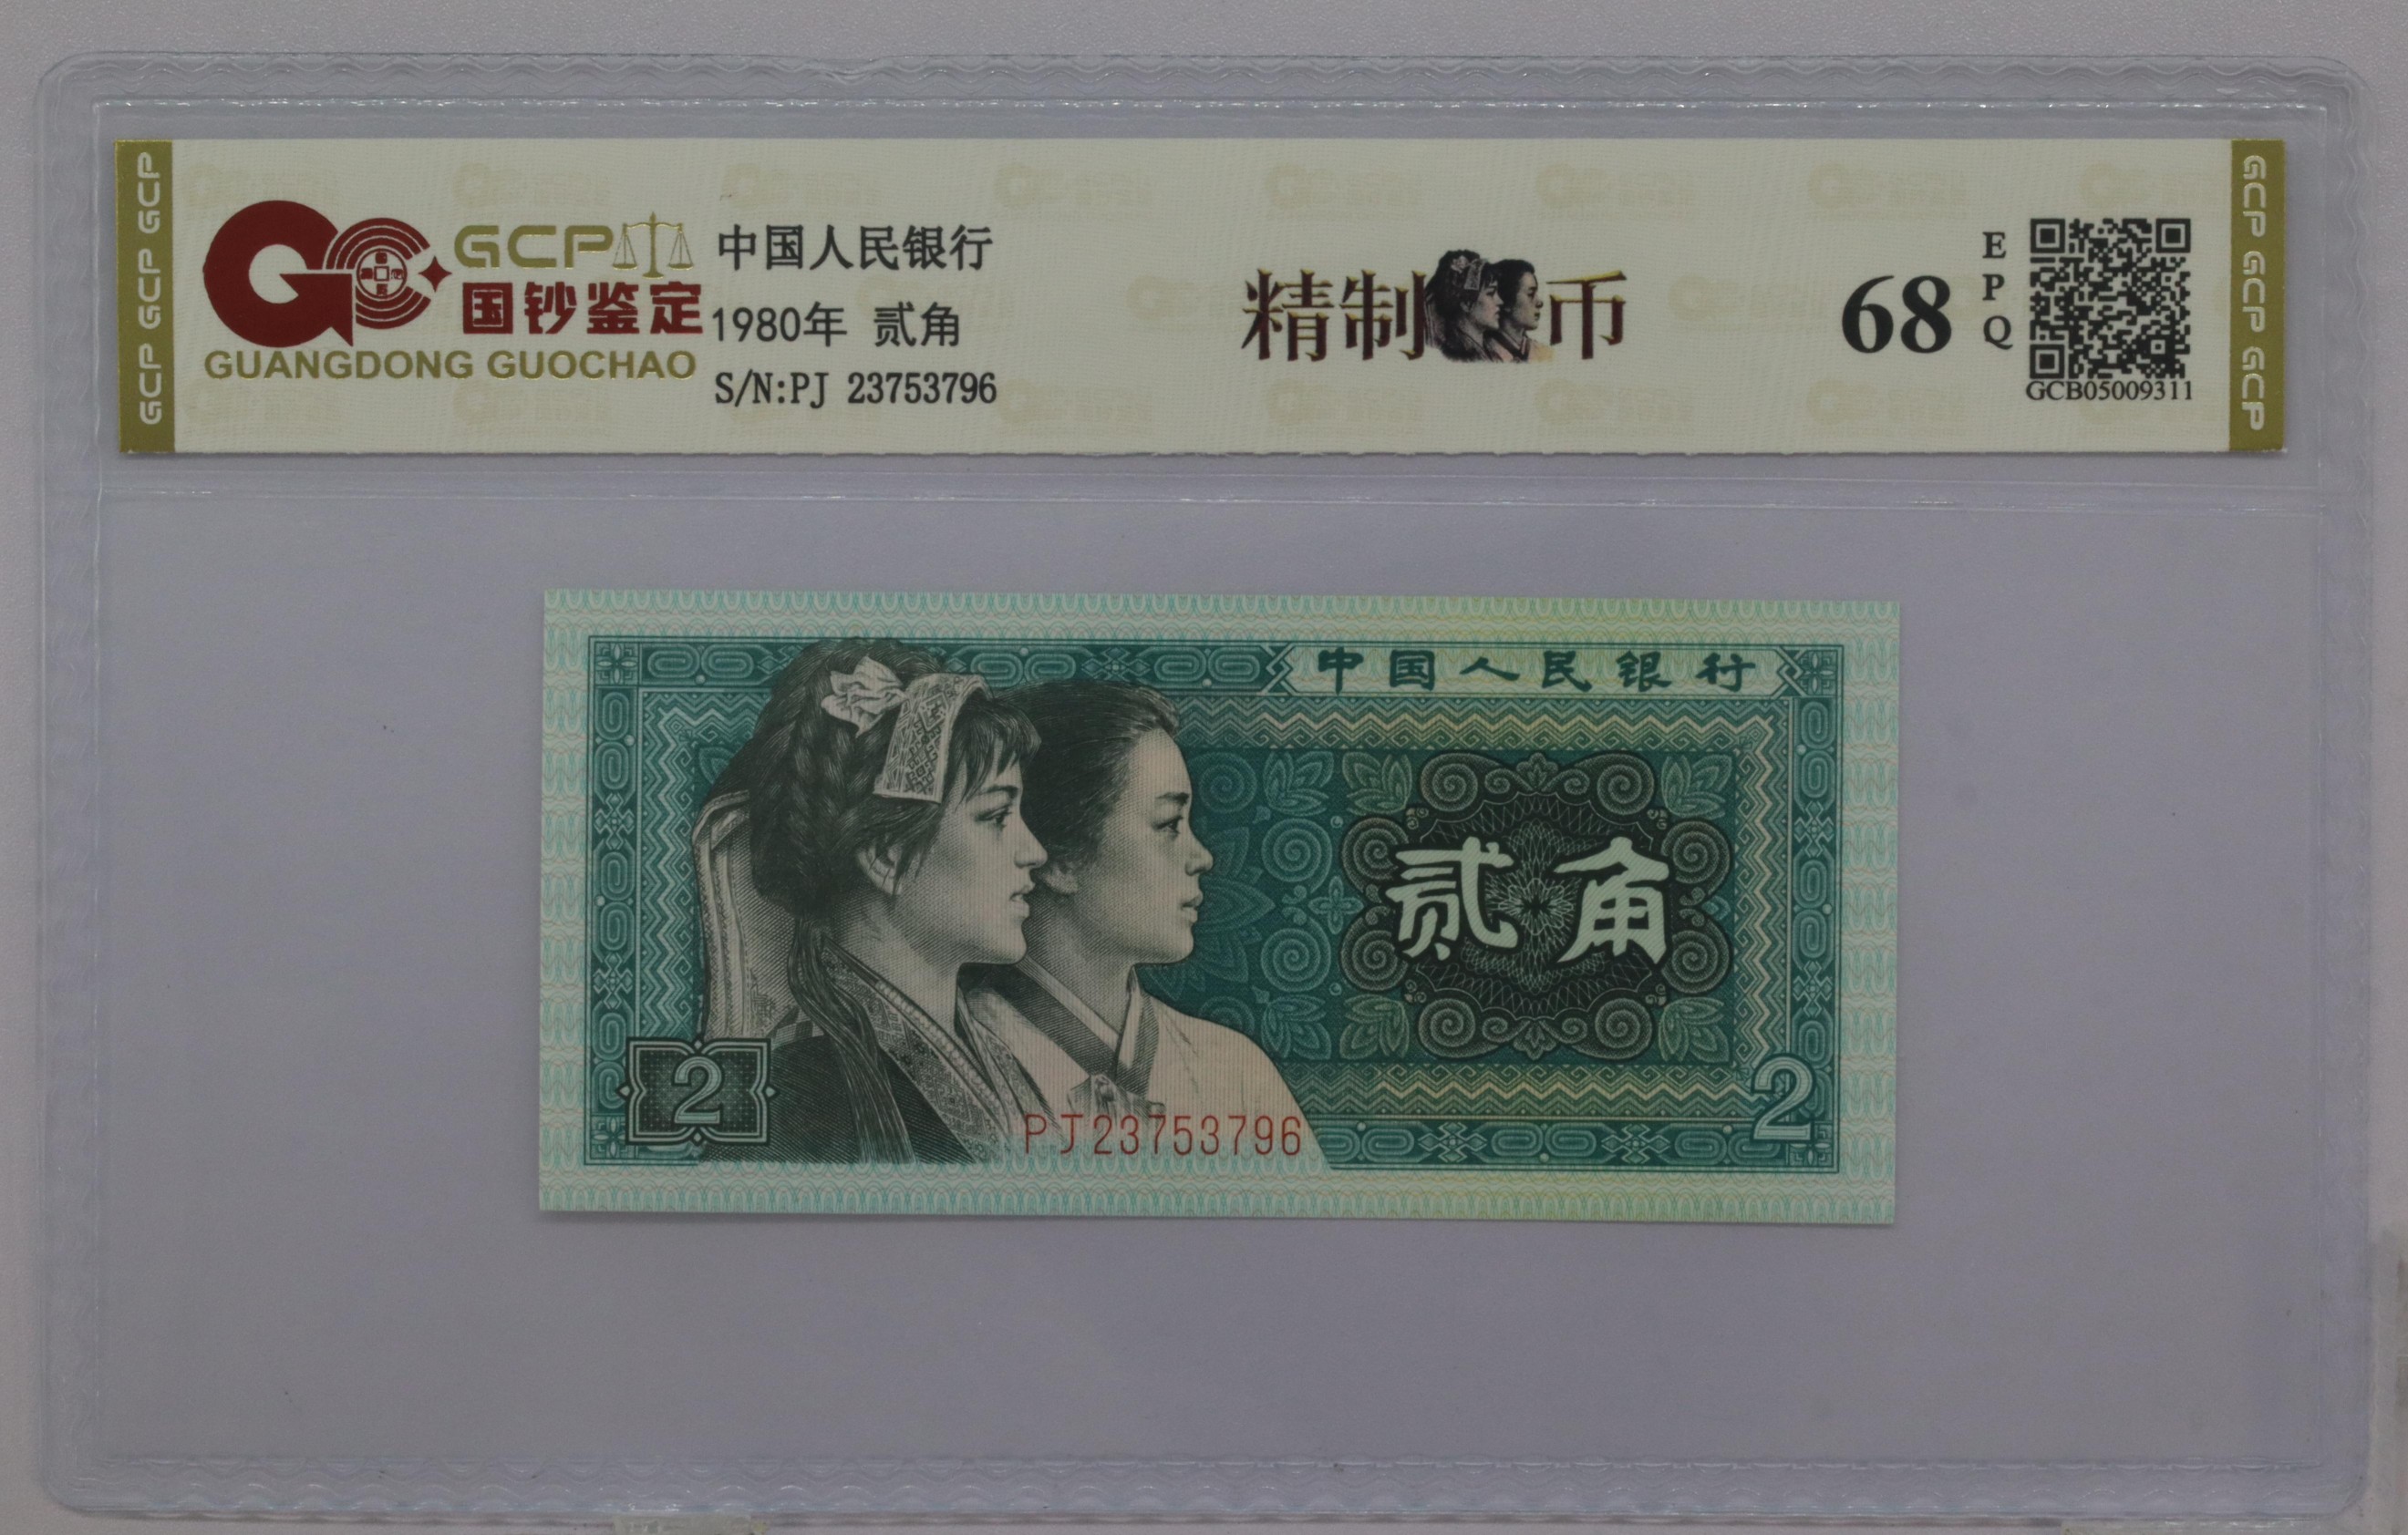 GCP GCP GCP
GCP
国钞鉴定
GUANGDONG GUOCHAO
中国人民银行
1980年 贰角
S/N:PJ 23753796
精制币
68
EPQ
GCB05009311
GCP GCP GCP
中国人民银行
贰角
2
PJ23753796
2